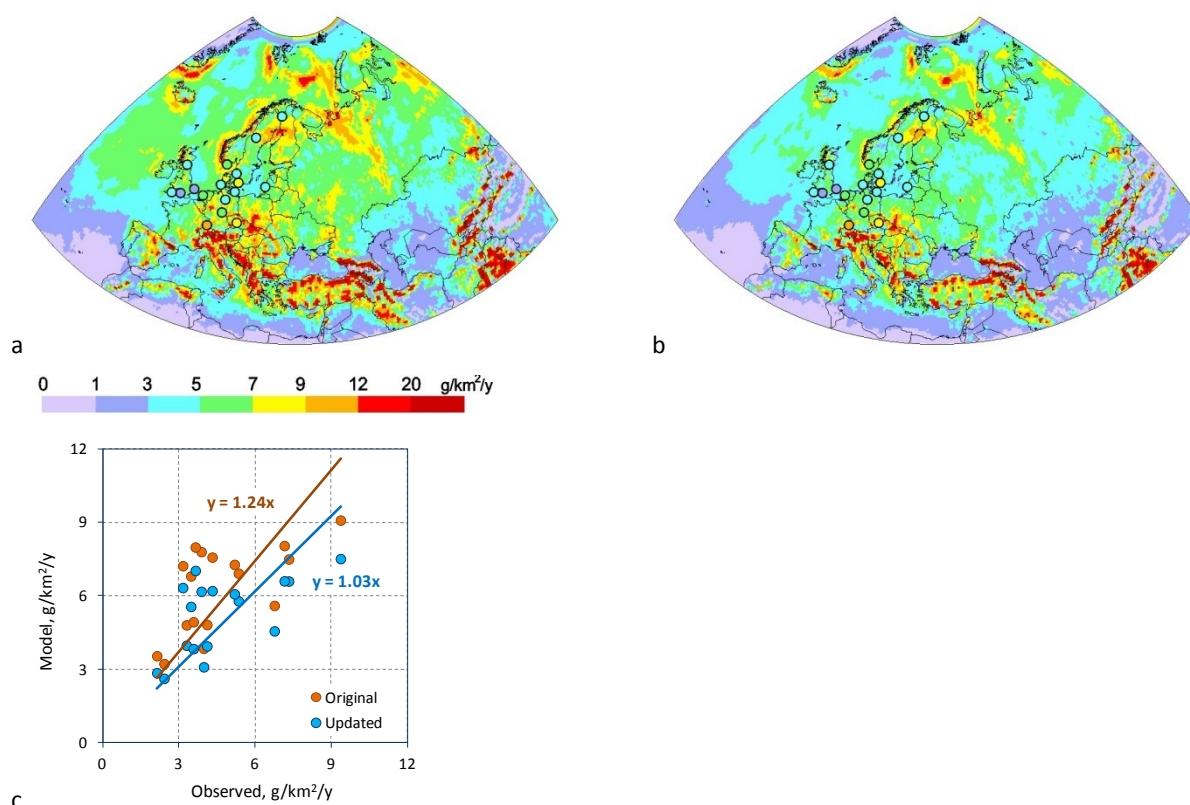 a
b
0 1 3 5 7 9 12 20 g/km²/y
12
9
6
3
0
Model, g/km²/y
y = 1.24x
y = 1.03x
Original
Updated
0 3 6 9 12
Observed, g/km²/y
c